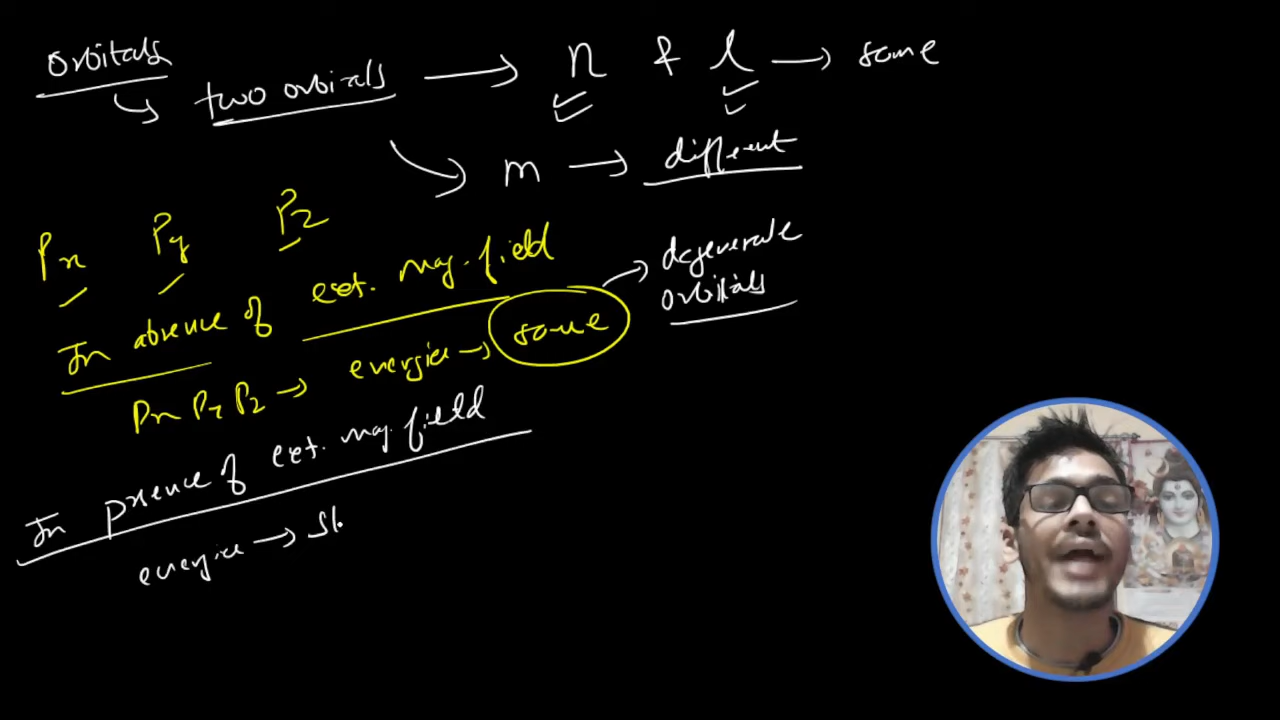 orbitals
two orbitals → n & l → same
m → different
Px Py Pz
In absence of ext. mag. field
Px Py Pz → energies → same → degenerate orbitals
In presence of ext. mag. field
energies → sl